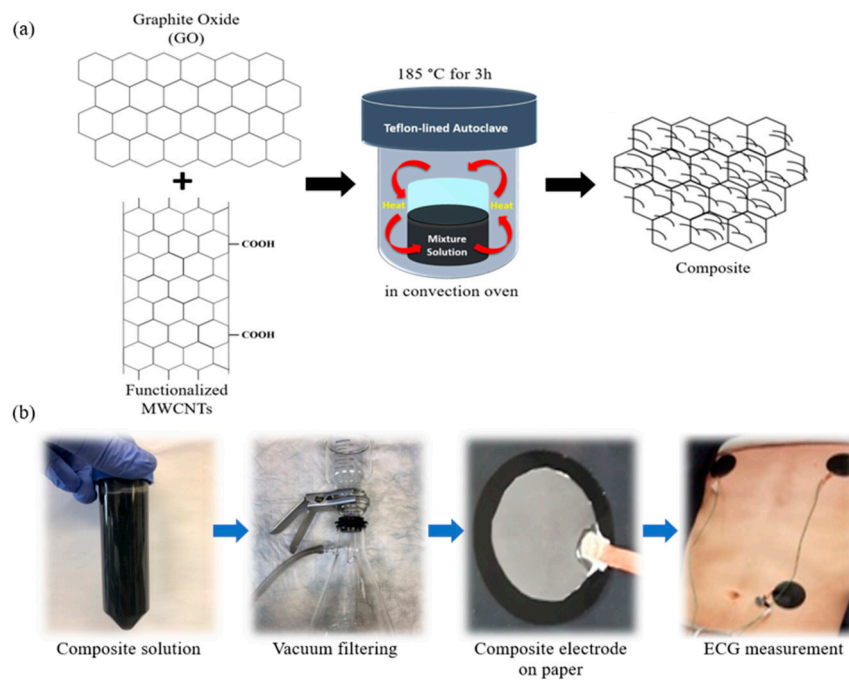 (a)
Graphite Oxide
(GO)
+
COOH
COOH
Functionalized
MWCNTs
185 °C for 3h
Teflon-lined Autoclave
Heat
Heat
Mixture
Solution
in convection oven
Composite
(b)
Composite solution
Vacuum filtering
Composite electrode
on paper
ECG measurement